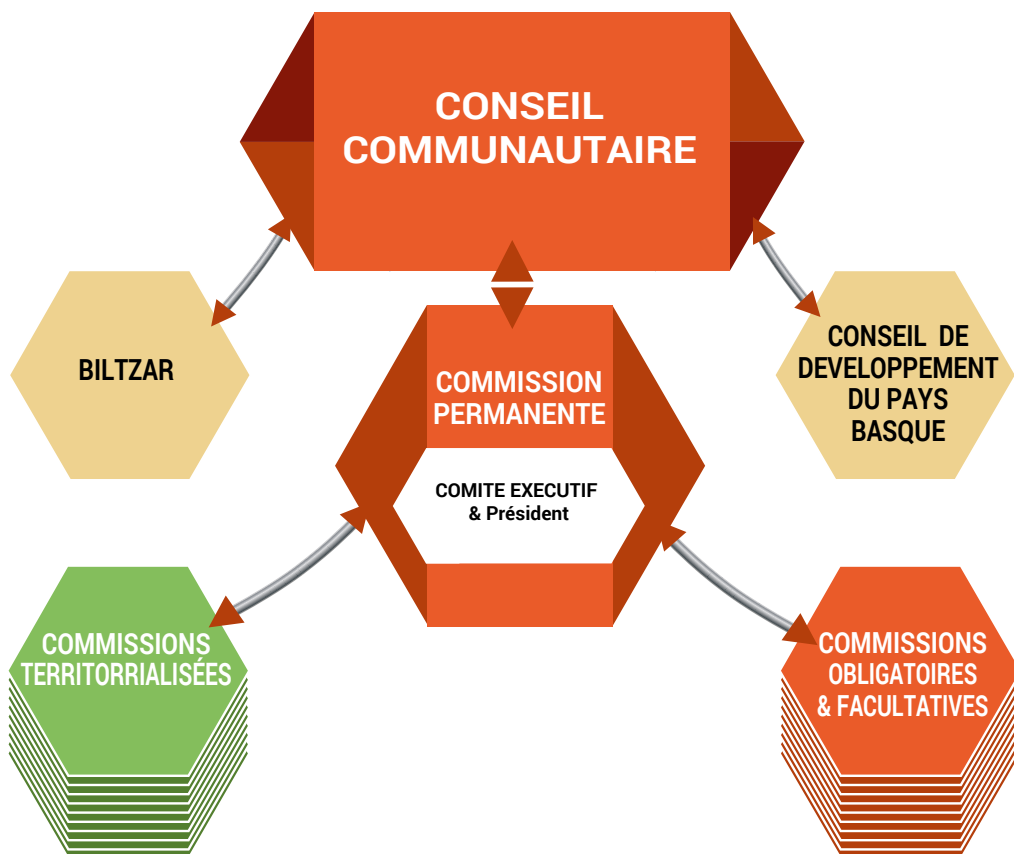 CONSEIL
COMMUNAUTAIRE
BILTZAR
CONSEIL DE
DEVELOPPEMENT
DU PAYS
BASQUE
COMMISSION
PERMANENTE
COMITE EXECUTIF
& Président
COMMISSIONS
TERRITORRIALISÉES
COMMISSIONS
OBLIGATOIRES
& FACULTATIVES